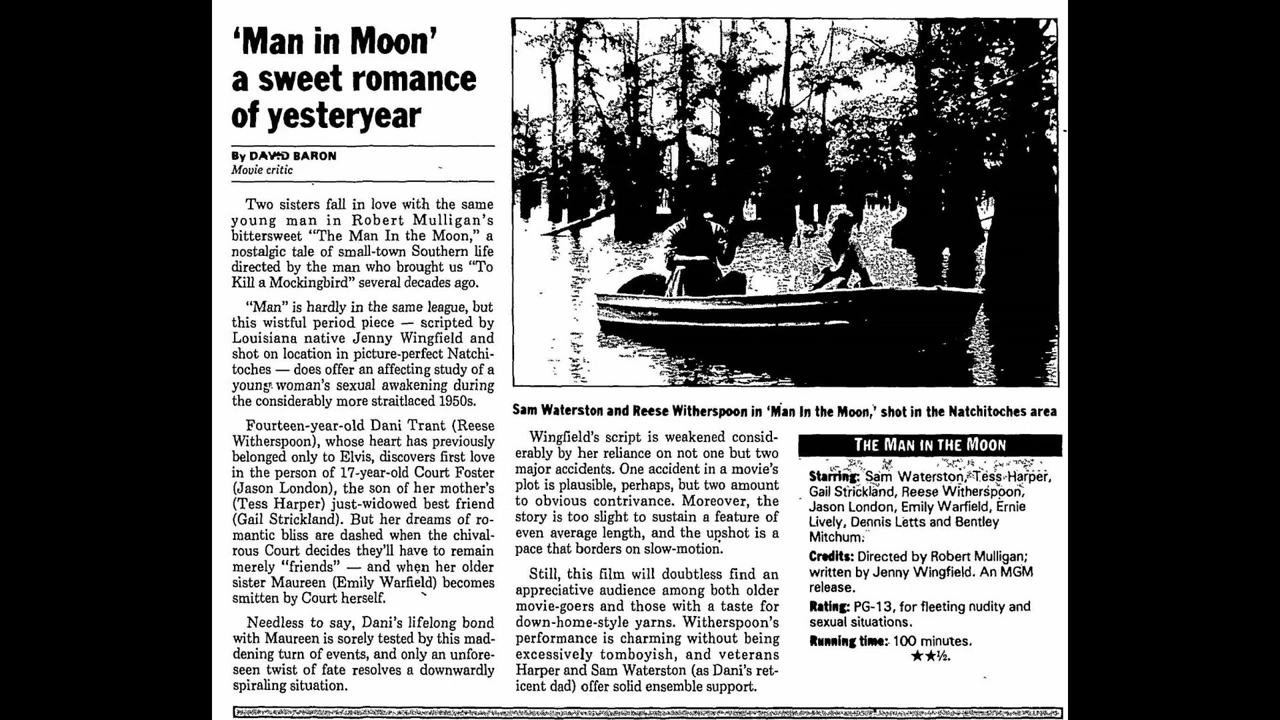 ‘Man in Moon’
a sweet romance
of yesteryear
By DAVID BARON
Movie critic
Two sisters fall in love with the same
young man in Robert Mulligan’s
bittersweet “The Man In the Moon,” a
nostalgic tale of small-town Southern life
directed by the man who brought us “To
Kill a Mockingbird” several decades ago.
“Man” is hardly in the same league, but
this wistful period piece — scripted by
Louisiana native Jenny Wingfield and
shot on location in picture-perfect Natchi-
toches — does offer an affecting study of a
young woman’s sexual awakening during
the considerably more straitlaced 1950s.
Fourteen-year-old Dani Trant (Reese
Witherspoon), whose heart has previously
belonged only to Elvis, discovers first love
in the person of 17-year-old Court Foster
(Jason London), the son of her mother’s
(Tess Harper) just-widowed best friend
(Gail Strickland). But her dreams of ro-
mantic bliss are dashed when the chival-
rous Court decides they’ll have to remain
merely “friends” — and when her older
sister Maureen (Emily Warfield) becomes
smitten by Court herself.
Needless to say, Dani’s lifelong bond
with Maureen is sorely tested by this mad-
dening turn of events, and only an unfore-
seen twist of fate resolves a downwardly
spiraling situation.
Sam Waterston and Reese Witherspoon in ‘Man In the Moon,’ shot in the Natchitoches area
Wingfield’s script is weakened consid-
erably by her reliance on not one but two
major accidents. One accident in a movie’s
plot is plausible, perhaps, but two amount
to obvious contrivance. Moreover, the
story is too slight to sustain a feature of
even average length, and the upshot is a
pace that borders on slow-motion.
Still, this film will doubtless find an
appreciative audience among both older
movie-goers and those with a taste for
down-home-style yarns. Witherspoon’s
performance is charming without being
excessively tomboyish, and veterans
Harper and Sam Waterston (as Dani’s ret-
icent dad) offer solid ensemble support.
THE MAN IN THE MOON
Starring: Sam Waterston, Tess Harper,
Gail Strickland, Reese Witherspoon,
Jason London, Emily Warfield, Ernie
Lively, Dennis Letts and Bentley
Mitchum.
Credits: Directed by Robert Mulligan;
written by Jenny Wingfield. An MGM
release.
Rating: PG-13, for fleeting nudity and
sexual situations.
Running time: 100 minutes.
★★½.